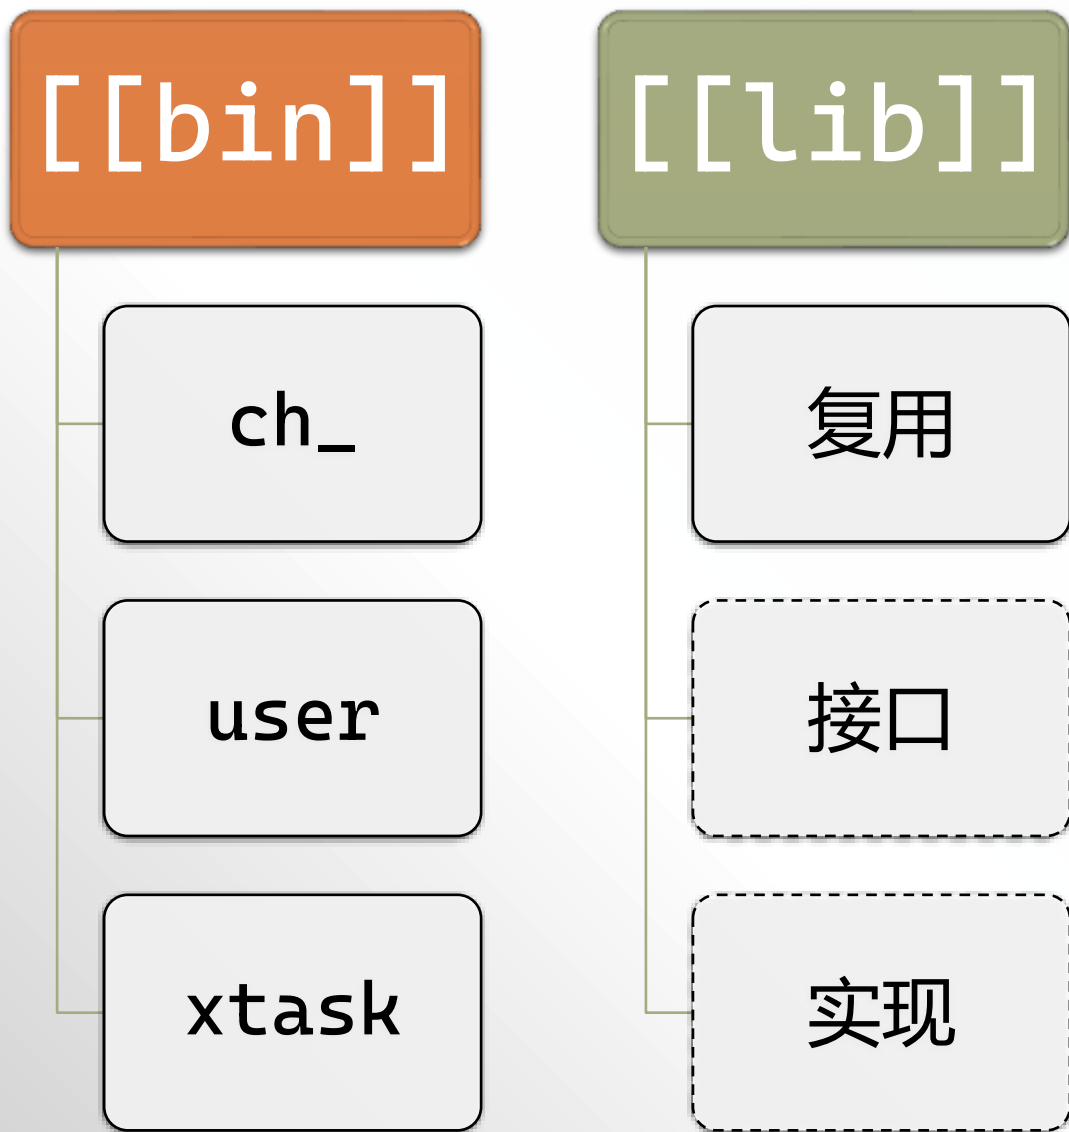 [[bin]]
ch_
user
xtask
[[lib]]
复用
接口
实现